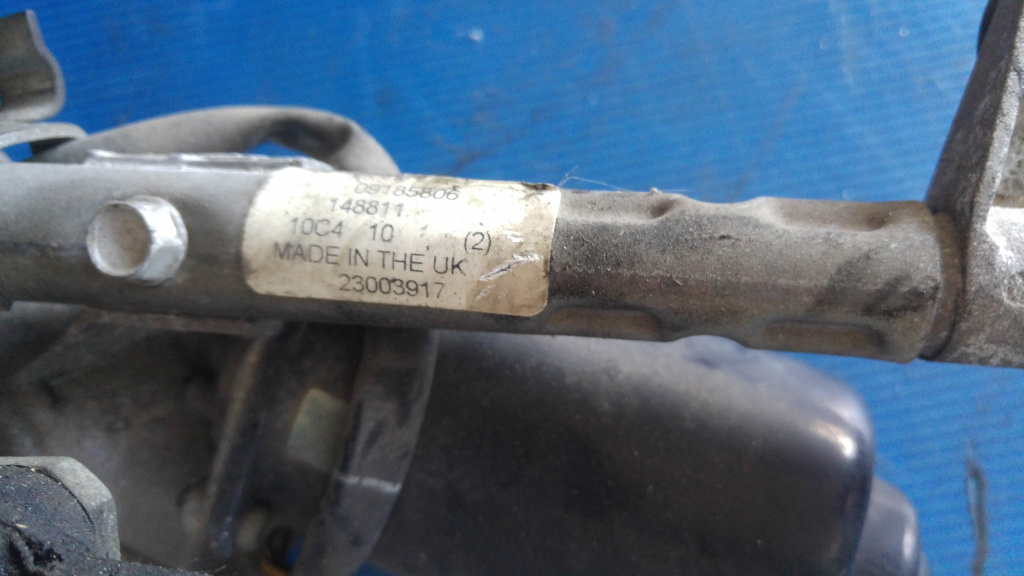 09185806
148811
10C4 10 (2)
MADE IN THE UK
23003917